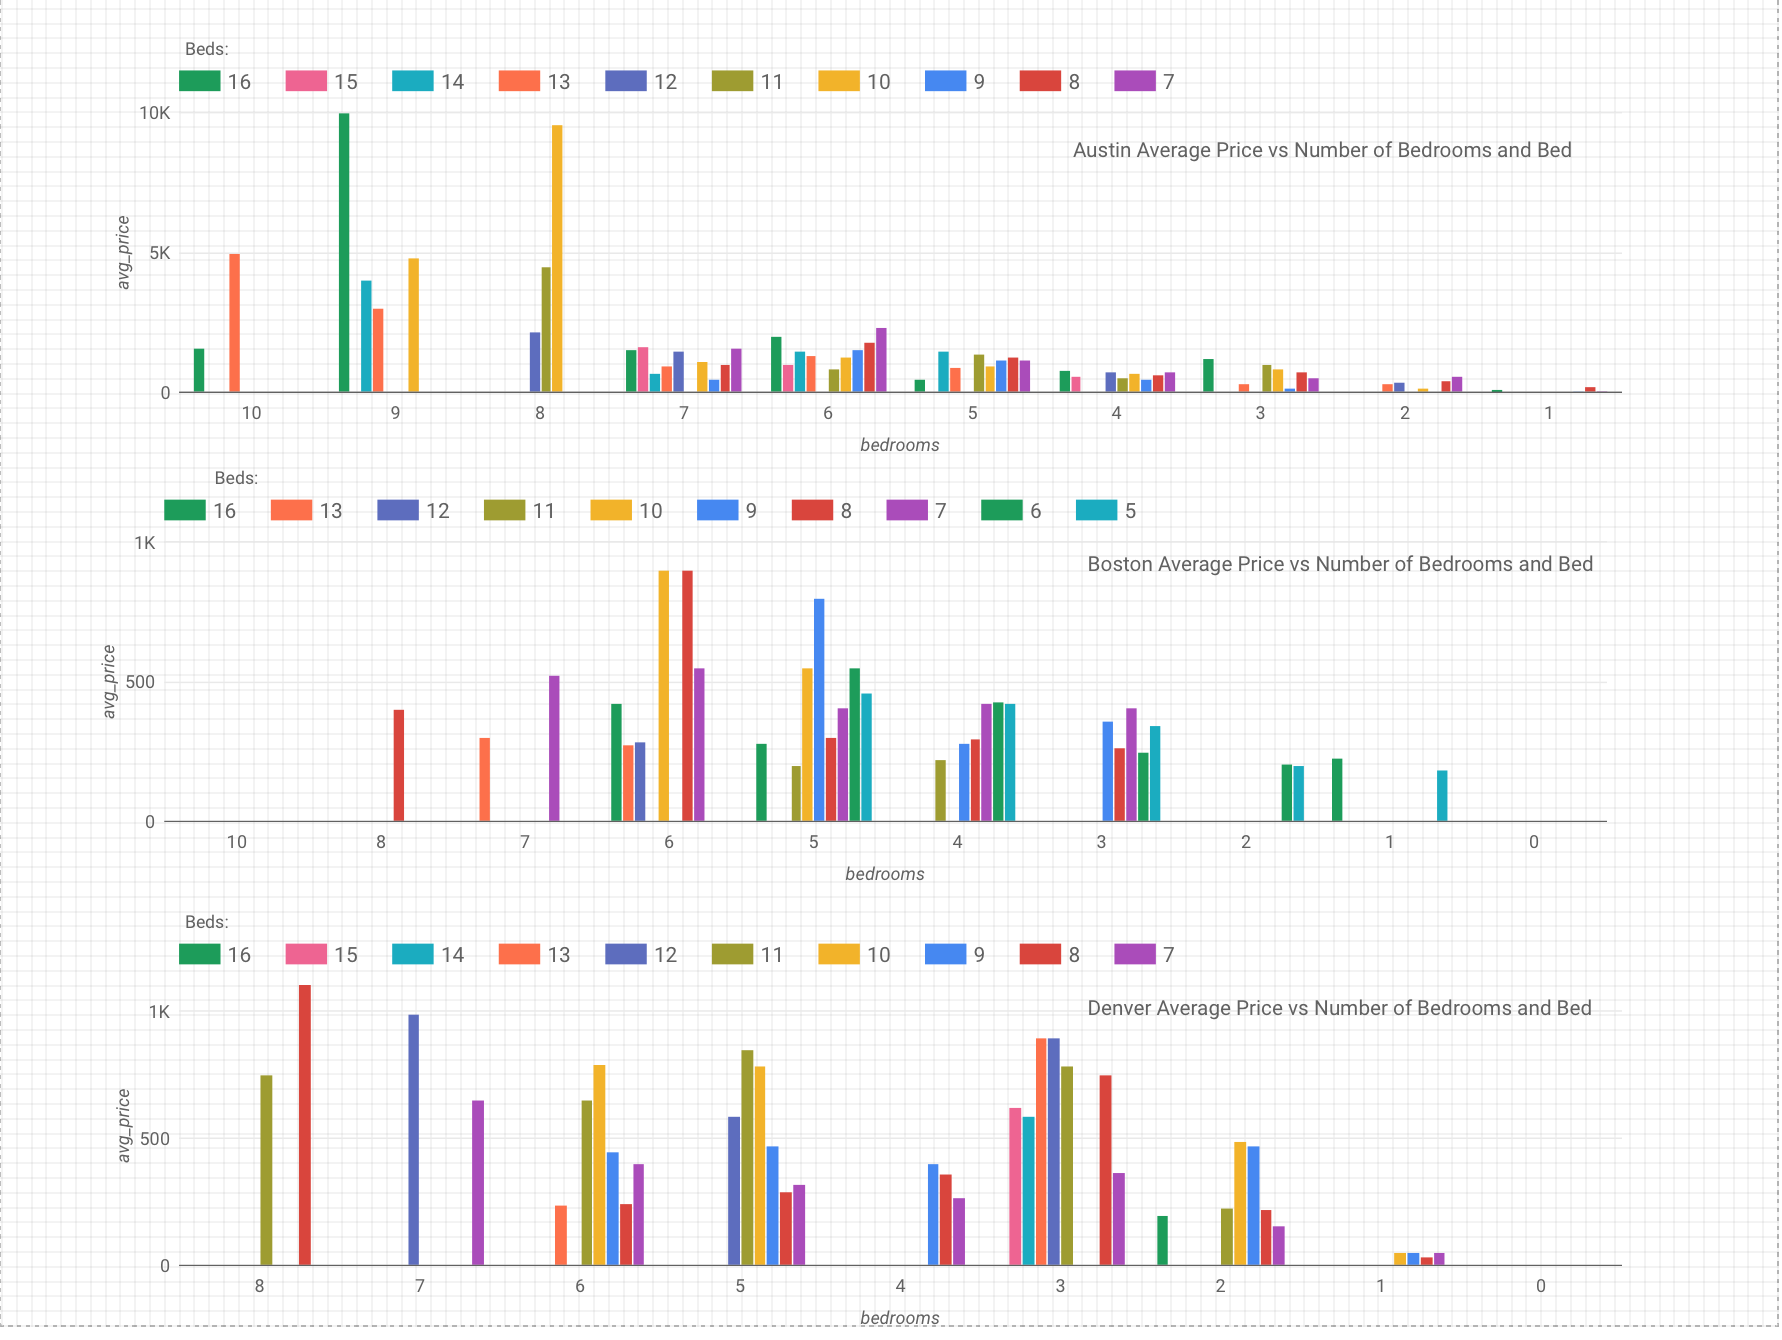 Beds:
16 15 14 13 12 11 10 9 8 7
10K
Austin Average Price vs Number of Bedrooms and Bed
5K
avg_price
0
10 9 8 7 6 5 4 3 2 1
bedrooms
Beds:
16 13 12 11 10 9 8 7 6 5
1K
Boston Average Price vs Number of Bedrooms and Bed
avg_price
500
0
10 8 7 6 5 4 3 2 1 0
bedrooms
Beds:
16 15 14 13 12 11 10 9 8 7
1K
Denver Average Price vs Number of Bedrooms and Bed
avg_price
500
0
8 7 6 5 4 3 2 1 0
bedrooms